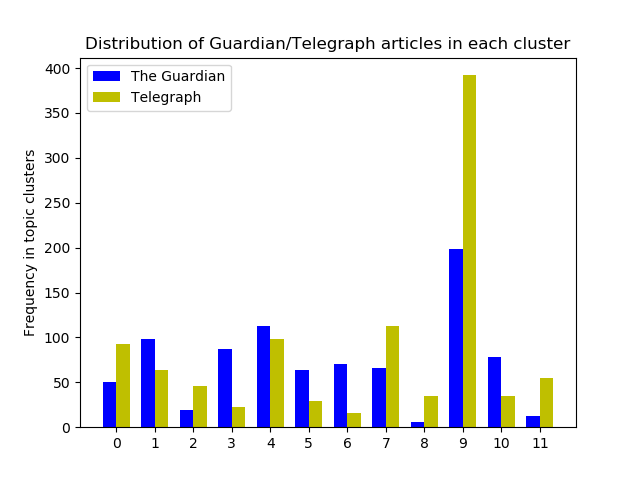 Distribution of Guardian/Telegraph articles in each cluster
The Guardian
Telegraph
Frequency in topic clusters
400
350
300
250
200
150
100
50
0
0 1 2 3 4 5 6 7 8 9 10 11